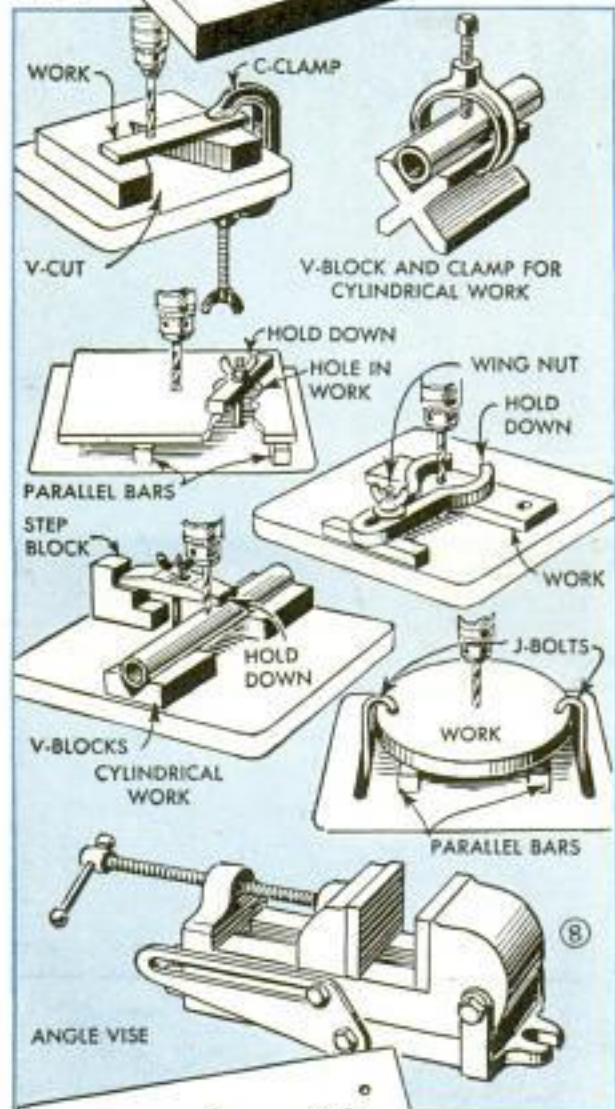 WORK
C-CLAMP
V-CUT
V-BLOCK AND CLAMP FOR
CYLINDRICAL WORK
HOLD DOWN
HOLE IN
WORK
WING NUT
HOLD
DOWN
PARALLEL BARS
STEP
BLOCK
WORK
HOLD
DOWN
J-BOLTS
WORK
V-BLOCKS
CYLINDRICAL
WORK
PARALLEL BARS
8
ANGLE VISE